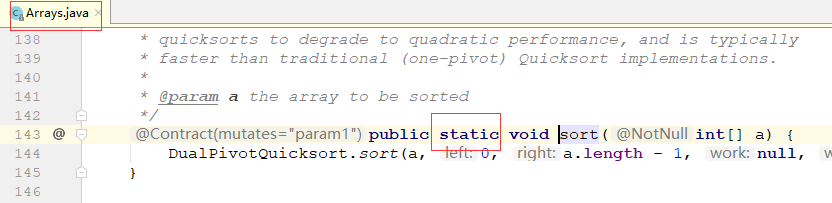 Arrays.java
138 * quicksorts to degrade to quadratic performance, and is typically
139 * faster than traditional (one-pivot) Quicksort implementations.
140 *
141 * @param a the array to be sorted
142 */
143 @ @Contract(mutates="param1) public static void sort( @NotNull int[] a) {
144 DualPivotQuicksort.sort(a, left: 0, right: a.length - 1, work: null, w
145 }
146